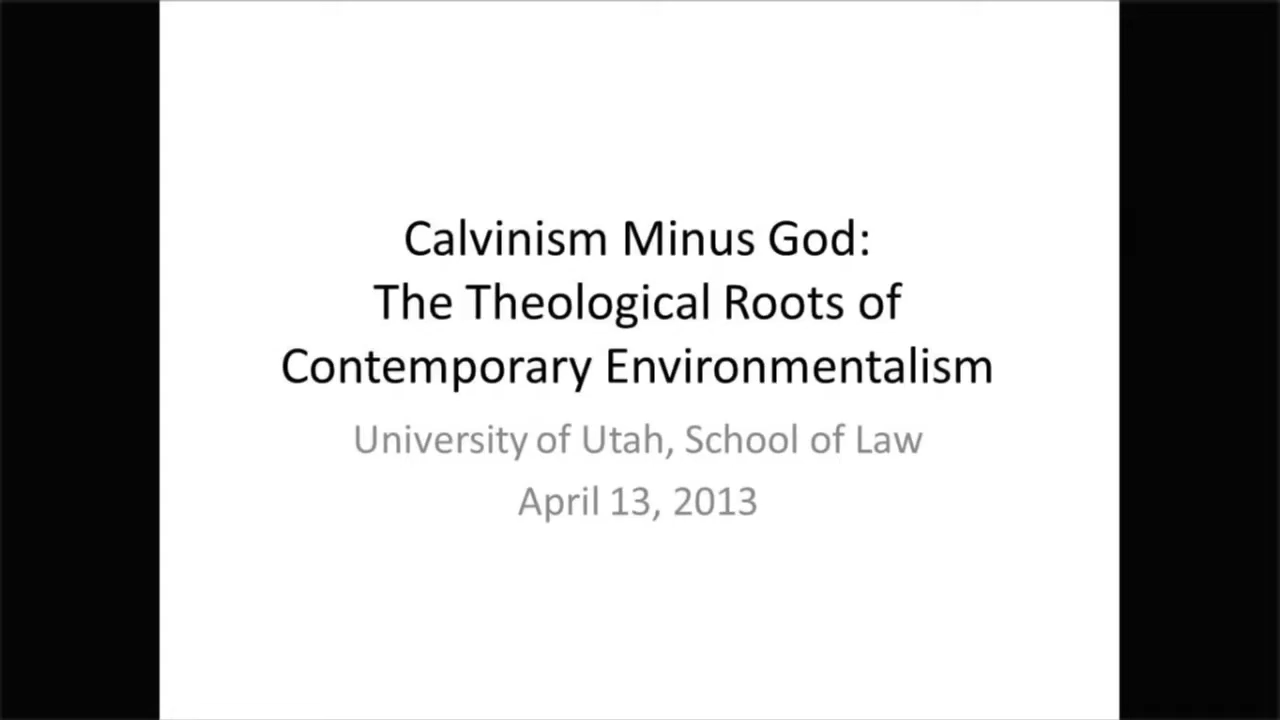 Calvinism Minus God:
The Theological Roots of
Contemporary Environmentalism
University of Utah, School of Law
April 13, 2013